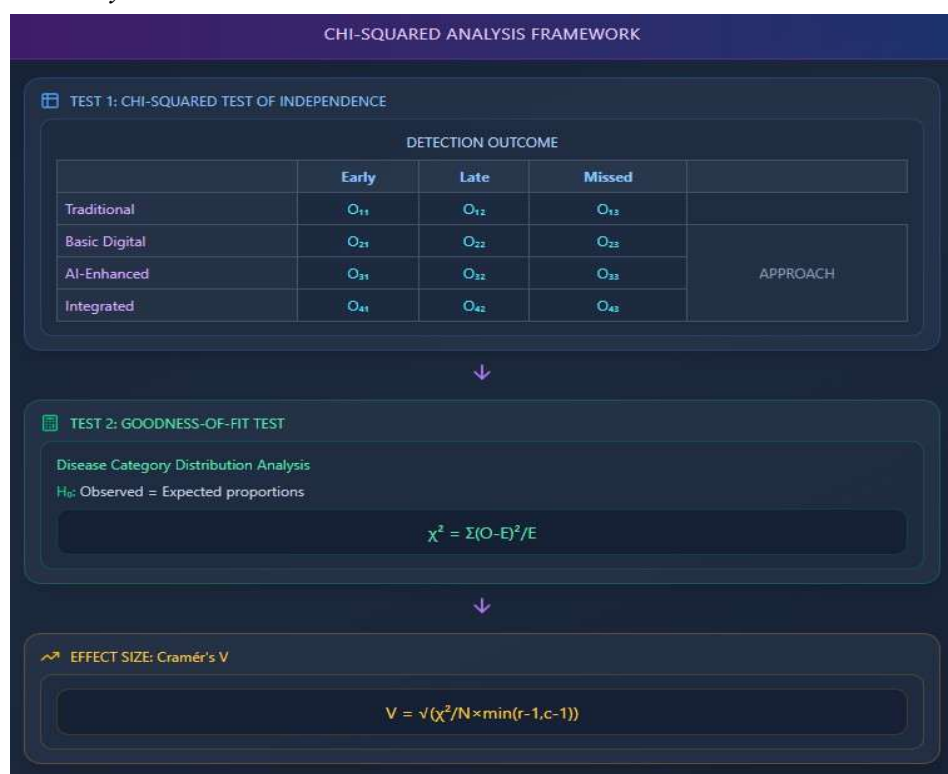 CHI-SQUARED ANALYSIS FRAMEWORK
TEST 1: CHI-SQUARED TEST OF INDEPENDENCE
DETECTION OUTCOME
Early Late Missed
Traditional O₁₁ O₁₂ O₁₃
Basic Digital O₂₁ O₂₂ O₂₃
AI-Enhanced O₃₁ O₃₂ O₃₃ APPROACH
Integrated O₄₁ O₄₂ O₄₃
↓
TEST 2: GOODNESS-OF-FIT TEST
Disease Category Distribution Analysis
H₀: Observed = Expected proportions
χ² = Σ(O-E)²/E
↓
EFFECT SIZE: Cramér's V
V = √(χ²/N×min(r-1,c-1))